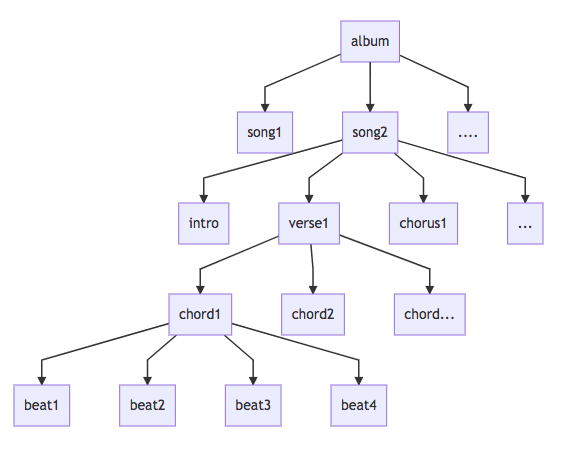 album
song1
song2
....
intro
verse1
chorus1
...
chord1
chord2
chord...
beat1
beat2
beat3
beat4